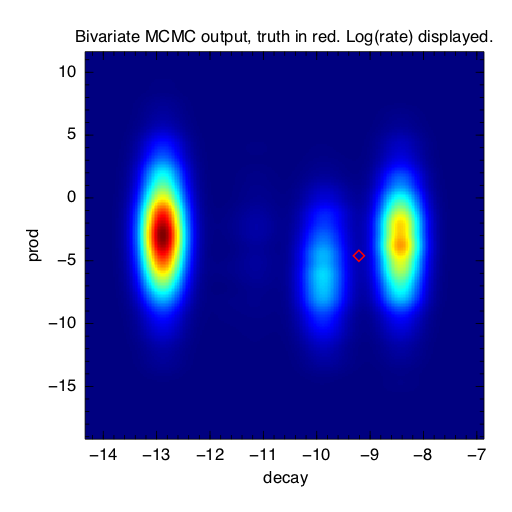 Bivariate MCMC output, truth in red. Log(rate) displayed.
10
5
0
−5
−10
−15
prod
−14 −13 −12 −11 −10 −9 −8 −7
decay